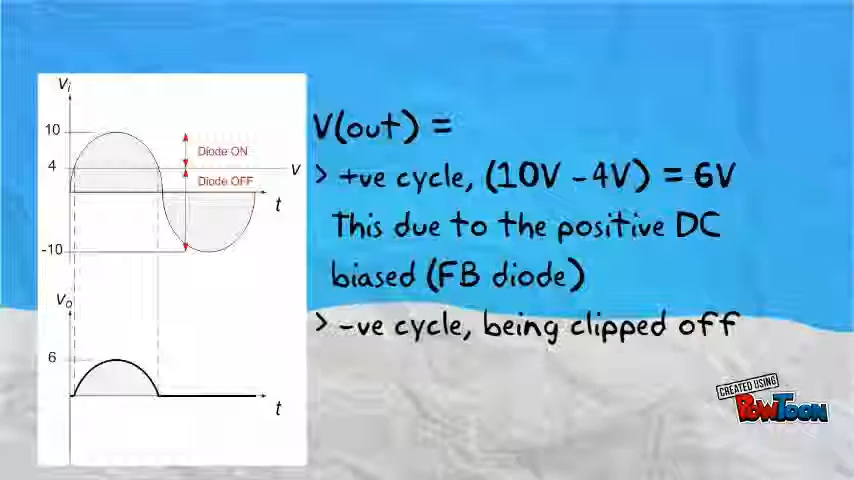 Vi
10
4
-10
Diode ON
Diode OFF
V
t
Vo
6
t
V(out) =
> +ve cycle, (10V -4V) = 6V
This due to the positive DC
biased (FB diode)
> -ve cycle, being clipped off
CREATED USING
POWTOON